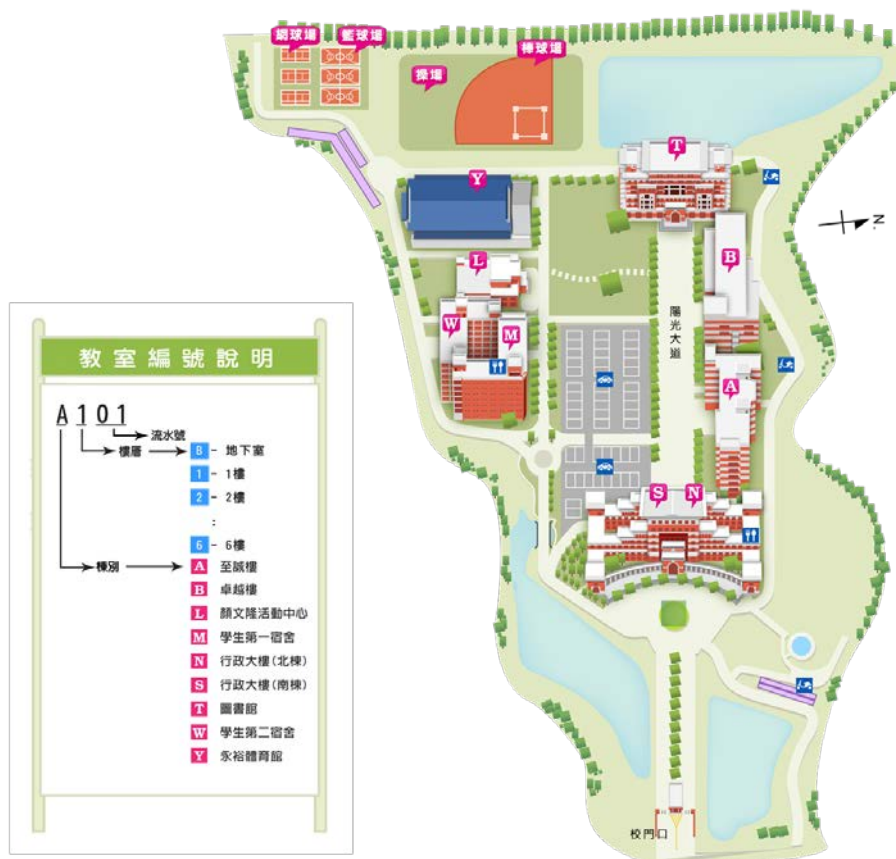 網球場
籃球場
棒球場
操場
T
Y
N
B
L
W
M
陽光大道
A
S
N
校門口
教室編號說明
A101
流水號
樓層
B - 地下室
1 - 1樓
2 - 2樓
:
6 - 6樓
棟別
A 至誠樓
B 卓越樓
L 顏文隆活動中心
M 學生第一宿舍
N 行政大樓(北棟)
S 行政大樓(南棟)
T 圖書館
W 學生第二宿舍
Y 永裕體育館